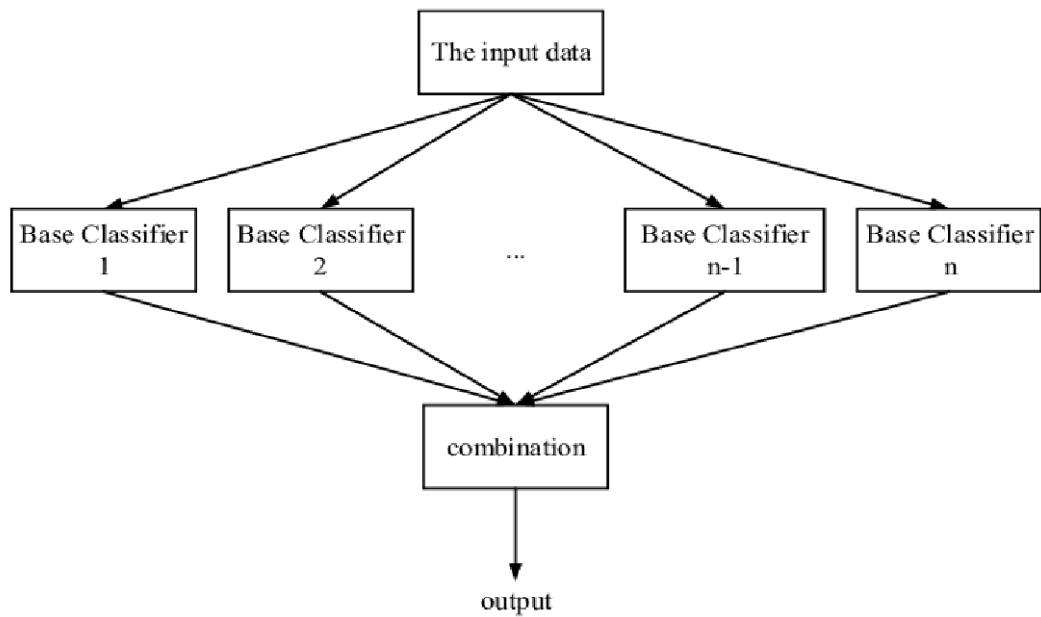 The input data
Base Classifier
1
Base Classifier
2
...
Base Classifier
n-1
Base Classifier
n
combination
output